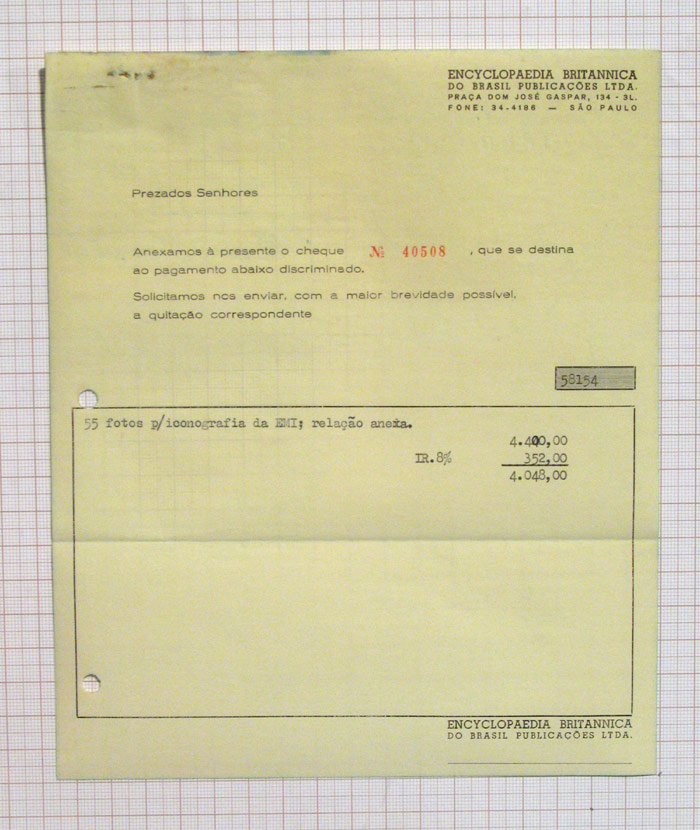 ENCYCLOPAEDIA BRITANNICA
DO BRASIL PUBLICAÇÕES LTDA.
PRAÇA DOM JOSÉ GASPAR, 134 - 3L.
FONE: 34-4186 — SÃO PAULO
Prezados Senhores
Anexamos à presente o cheque Nº 40508 , que se destina
ao pagamento abaixo discriminado.
Solicitamos nos enviar, com a maior brevidade possível,
a quitação correspondente
58154
55 fotos p/iconografia da EMI; relação anexa.
4.400,00
IR.8% 352,00
4.048,00
ENCYCLOPAEDIA BRITANNICA
DO BRASIL PUBLICAÇÕES LTDA.